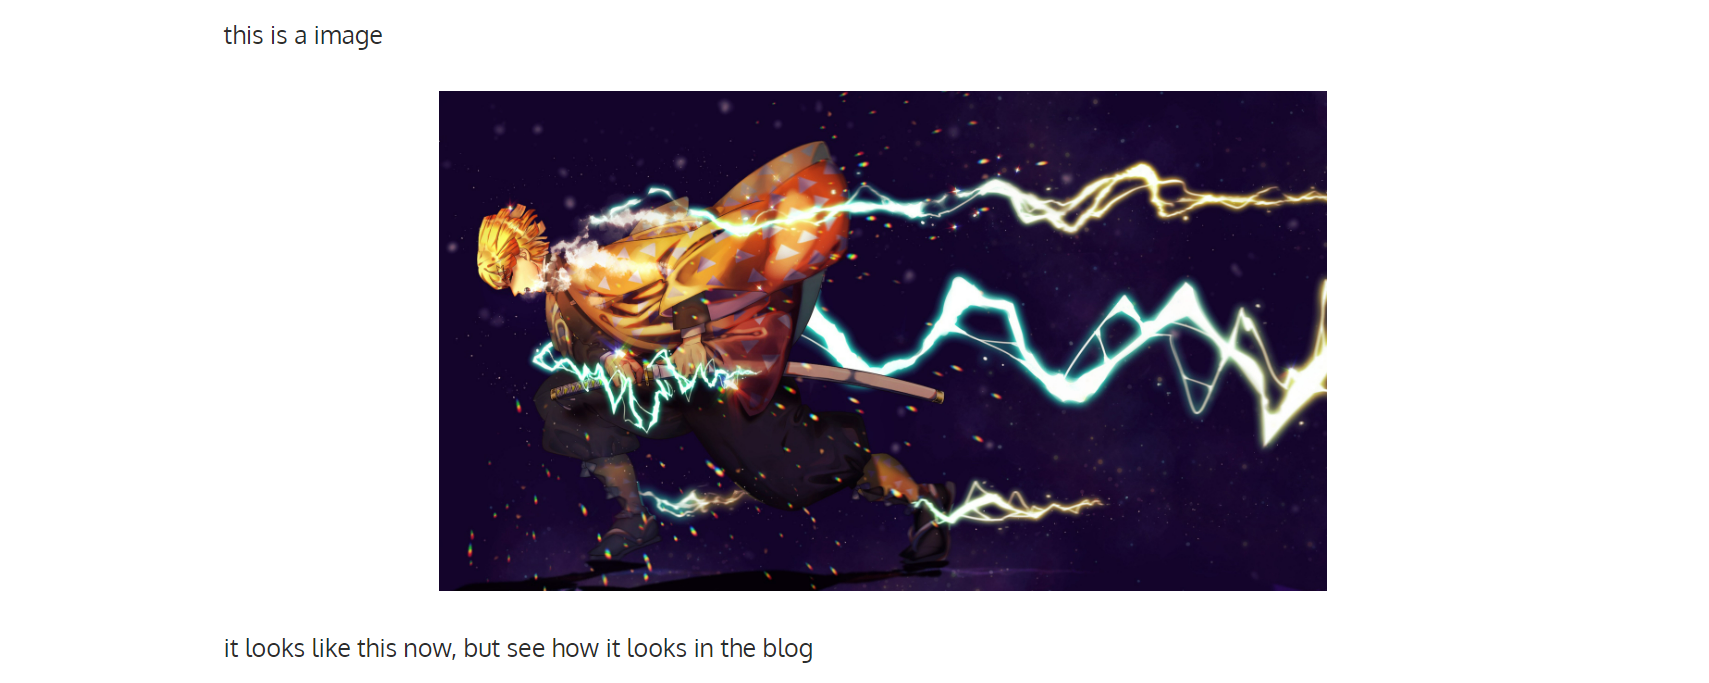 this is a image
it looks like this now, but see how it looks in the blog